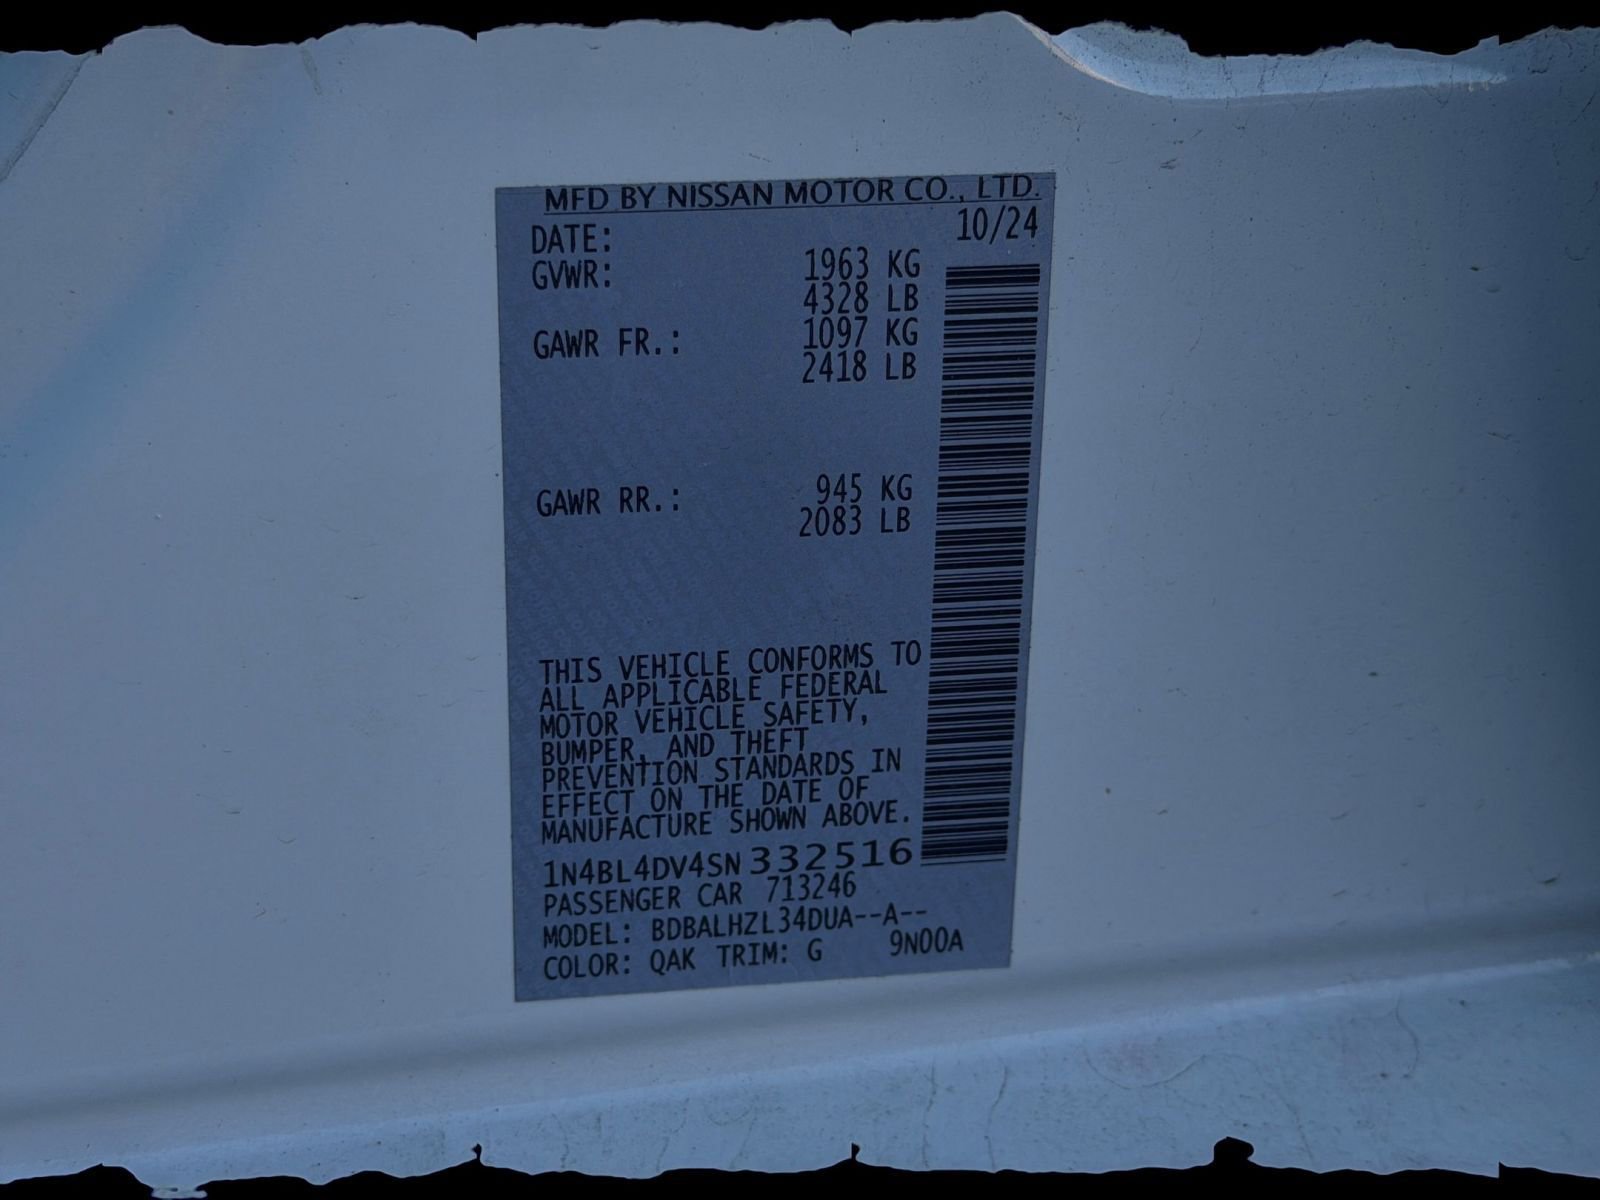 MFD BY NISSAN MOTOR CO., LTD.
DATE: 10/24
GVWR: 1963 KG
4328 LB
GAWR FR.: 1097 KG
2418 LB
GAWR RR.: 945 KG
2083 LB
THIS VEHICLE CONFORMS TO
ALL APPLICABLE FEDERAL
MOTOR VEHICLE SAFETY,
BUMPER, AND THEFT
PREVENTION STANDARDS IN
EFFECT ON THE DATE OF
MANUFACTURE SHOWN ABOVE.
1N4BL4DV4SN332516
PASSENGER CAR 713246
MODEL: BDBALHZL34DUA--A--
COLOR: QAK TRIM: G 9N00A